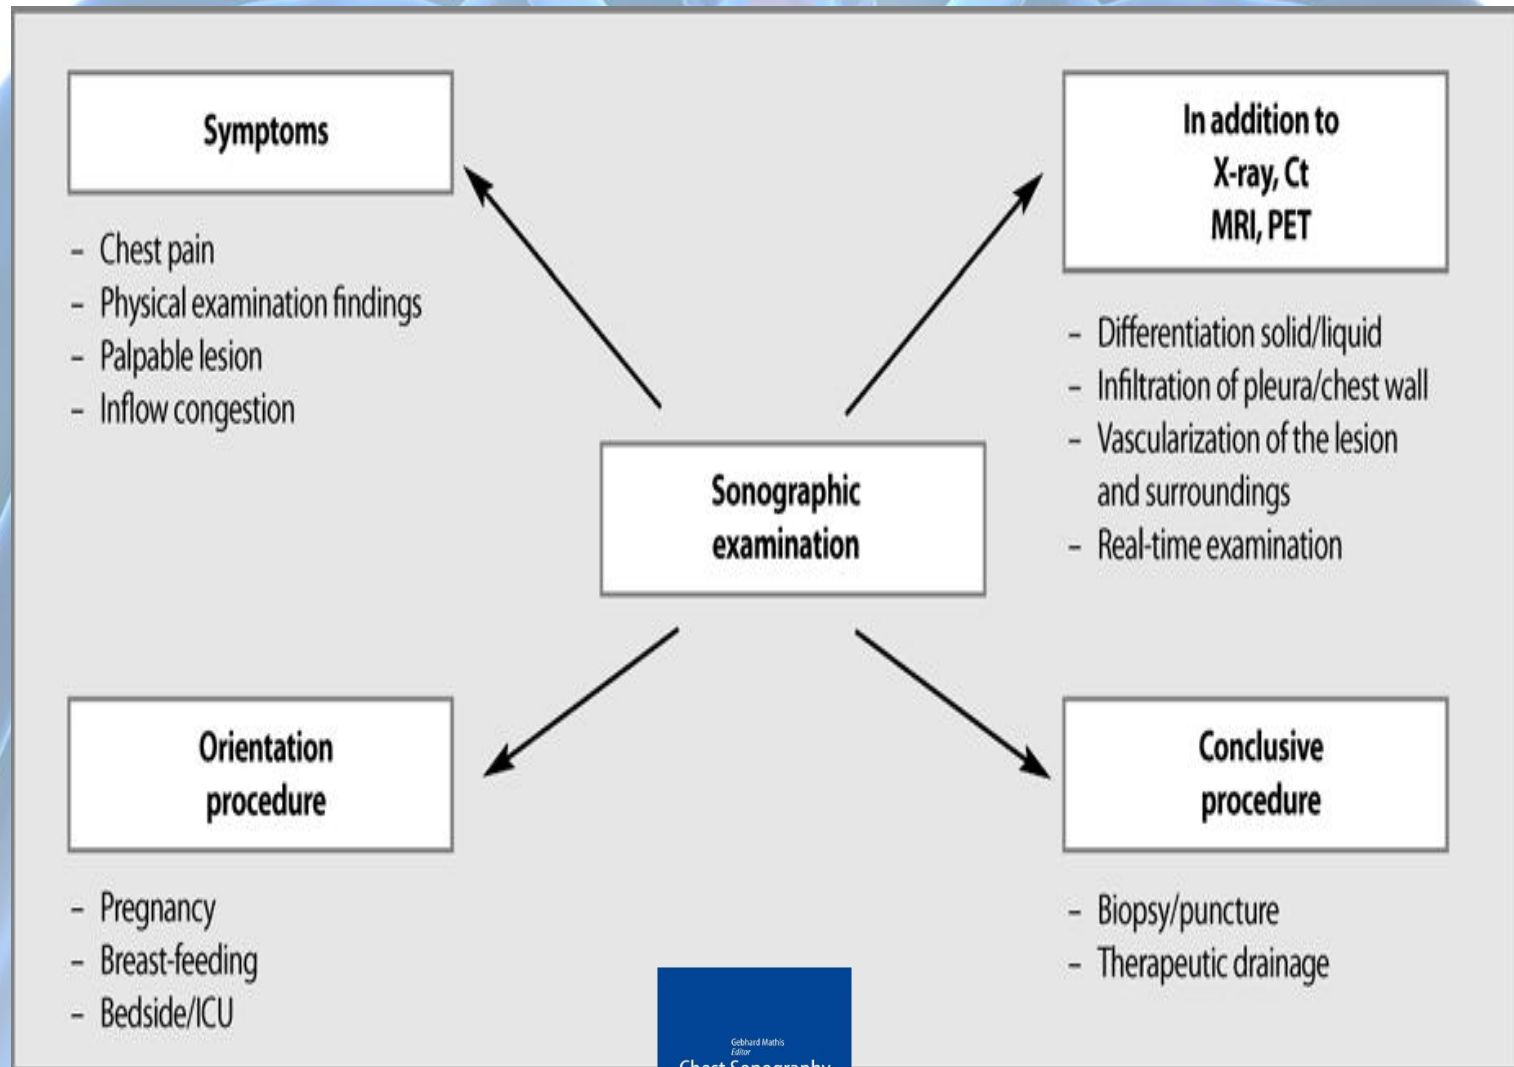 Symptoms
– Chest pain
– Physical examination findings
– Palpable lesion
– Inflow congestion
In addition to
X-ray, Ct
MRI, PET
– Differentiation solid/liquid
– Infiltration of pleura/chest wall
– Vascularization of the lesion
and surroundings
– Real-time examination
Sonographic
examination
Orientation
procedure
– Pregnancy
– Breast-feeding
– Bedside/ICU
Conclusive
procedure
– Biopsy/puncture
– Therapeutic drainage
Gebhard Mathis
Editor
Chest Sonography